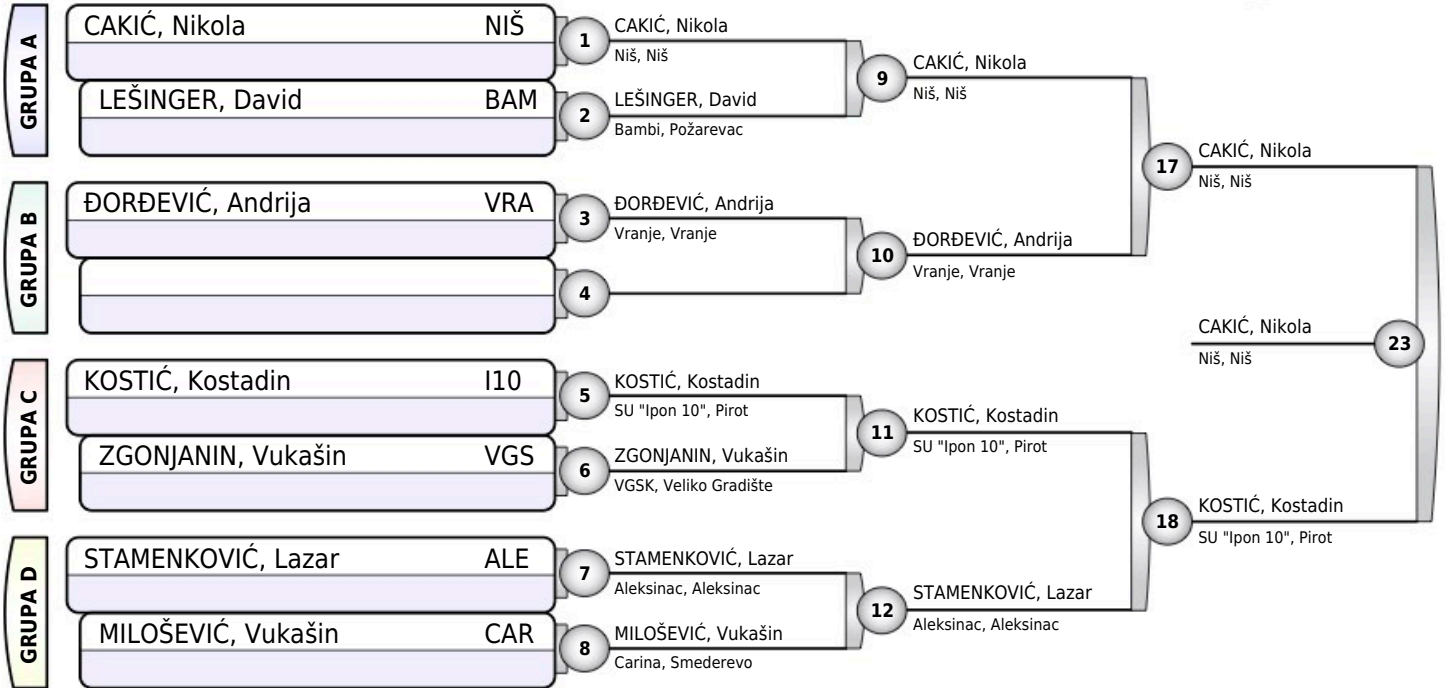 GRUPA A
CAKIĆ, Nikola NIŠ
LEŠINGER, David BAM
1
CAKIĆ, Nikola
Niš, Niš
2
LEŠINGER, David
Bambi, Požarevac
9
CAKIĆ, Nikola
Niš, Niš
GRUPA B
ĐORĐEVIĆ, Andrija VRA
3
ĐORĐEVIĆ, Andrija
Vranje, Vranje
4
10
ĐORĐEVIĆ, Andrija
Vranje, Vranje
17
CAKIĆ, Nikola
Niš, Niš
GRUPA C
KOSTIĆ, Kostadin I10
ZGONJANIN, Vukašin VGS
5
KOSTIĆ, Kostadin
SU "Ipon 10", Pirot
6
ZGONJANIN, Vukašin
VGSK, Veliko Gradište
11
KOSTIĆ, Kostadin
SU "Ipon 10", Pirot
GRUPA D
STAMENKOVIĆ, Lazar ALE
MILOŠEVIĆ, Vukašin CAR
7
STAMENKOVIĆ, Lazar
Aleksinac, Aleksinac
8
MILOŠEVIĆ, Vukašin
Carina, Smederevo
12
STAMENKOVIĆ, Lazar
Aleksinac, Aleksinac
18
KOSTIĆ, Kostadin
SU "Ipon 10", Pirot
CAKIĆ, Nikola
Niš, Niš
23